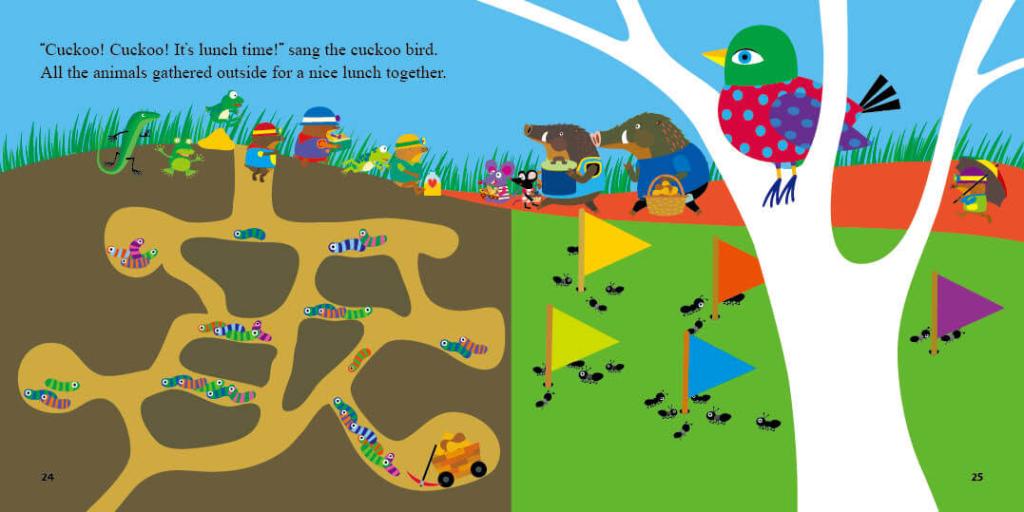 "Cuckoo! Cuckoo! It's lunch time!" sang the cuckoo bird.
All the animals gathered outside for a nice lunch together.
24
25